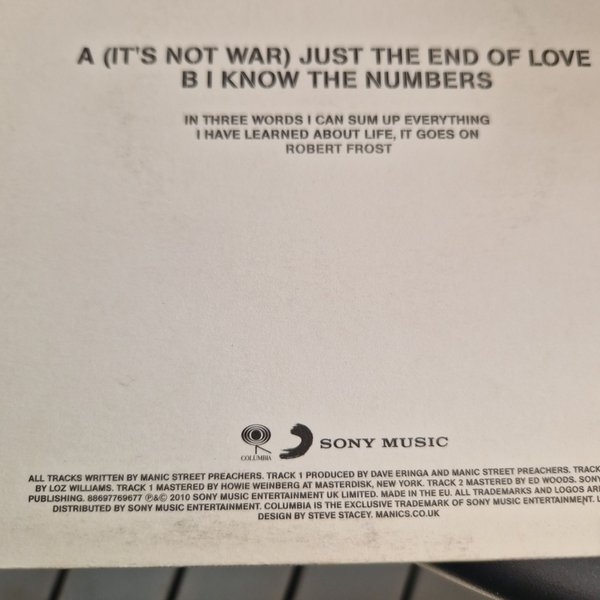 A (IT'S NOT WAR) JUST THE END OF LOVE
B I KNOW THE NUMBERS
IN THREE WORDS I CAN SUM UP EVERYTHING
I HAVE LEARNED ABOUT LIFE, IT GOES ON
ROBERT FROST
COLUMBIA
SONY MUSIC
ALL TRACKS WRITTEN BY MANIC STREET PREACHERS. TRACK 1 PRODUCED BY DAVE ERINGA AND MANIC STREET PREACHERS. TRACK
BY LOZ WILLIAMS. TRACK 1 MASTERED BY HOWIE WEINBERG AT MASTERDISK, NEW YORK. TRACK 2 MASTERED BY ED WOODS. SONY
PUBLISHING. 88697769677 ℗&© 2010 SONY MUSIC ENTERTAINMENT UK LIMITED. MADE IN THE EU. ALL TRADEMARKS AND LOGOS AR
DISTRIBUTED BY SONY MUSIC ENTERTAINMENT. COLUMBIA IS THE EXCLUSIVE TRADEMARK OF SONY MUSIC ENTERTAINMENT.
DESIGN BY STEVE STACEY. MANICS.CO.UK